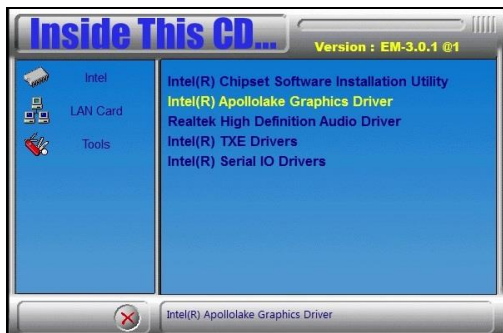 Inside This CD...
Version : EM-3.0.1 @1
Intel
LAN Card
Tools
Intel(R) Chipset Software Installation Utility
Intel(R) Apollolake Graphics Driver
Realtek High Definition Audio Driver
Intel(R) TXE Drivers
Intel(R) Serial IO Drivers
Intel(R) Apollolake Graphics Driver